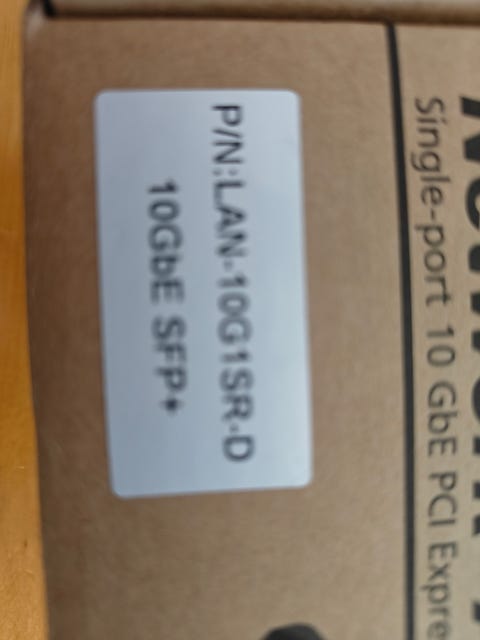 P/N:LAN-10G1SR-D
10GbE SFP+
Single-port 10 GbE PCI Expre